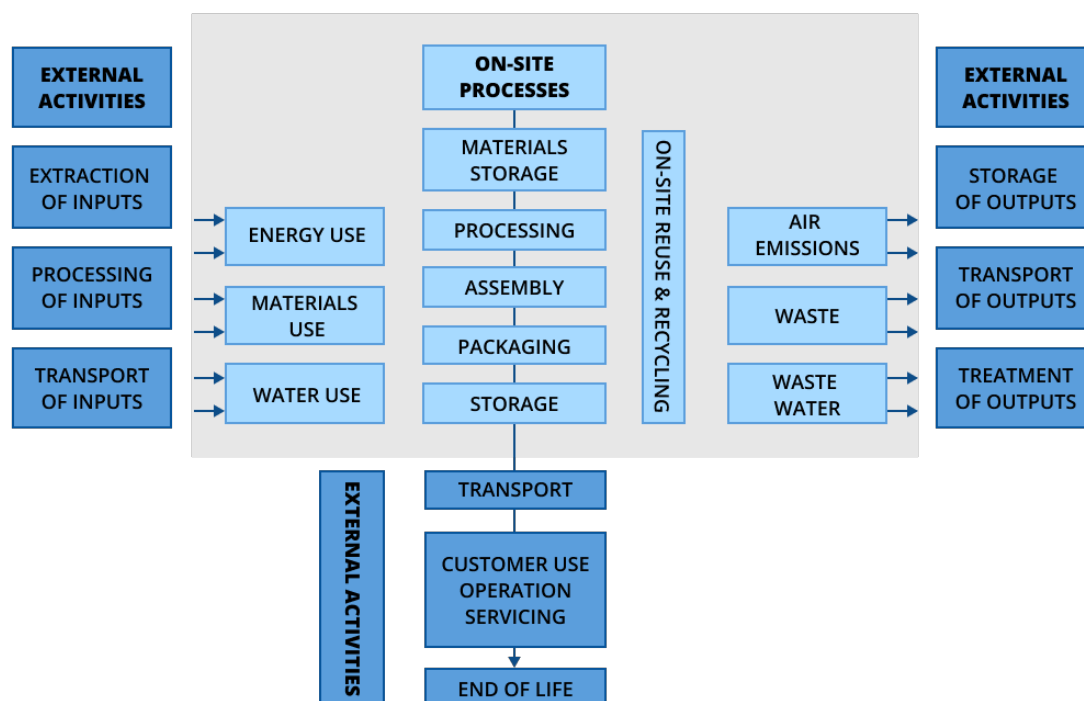 EXTERNAL
ACTIVITIES
EXTRACTION
OF INPUTS
PROCESSING
OF INPUTS
TRANSPORT
OF INPUTS
ENERGY USE
MATERIALS
USE
WATER USE
ON-SITE
PROCESSES
MATERIALS
STORAGE
PROCESSING
ASSEMBLY
PACKAGING
STORAGE
ON-SITE REUSE & RECYCLING
AIR
EMISSIONS
WASTE
WASTE
WATER
EXTERNAL
ACTIVITIES
STORAGE
OF OUTPUTS
TRANSPORT
OF OUTPUTS
TREATMENT
OF OUTPUTS
EXTERNAL ACTIVITIES
TRANSPORT
CUSTOMER USE
OPERATION
SERVICING
END OF LIFE